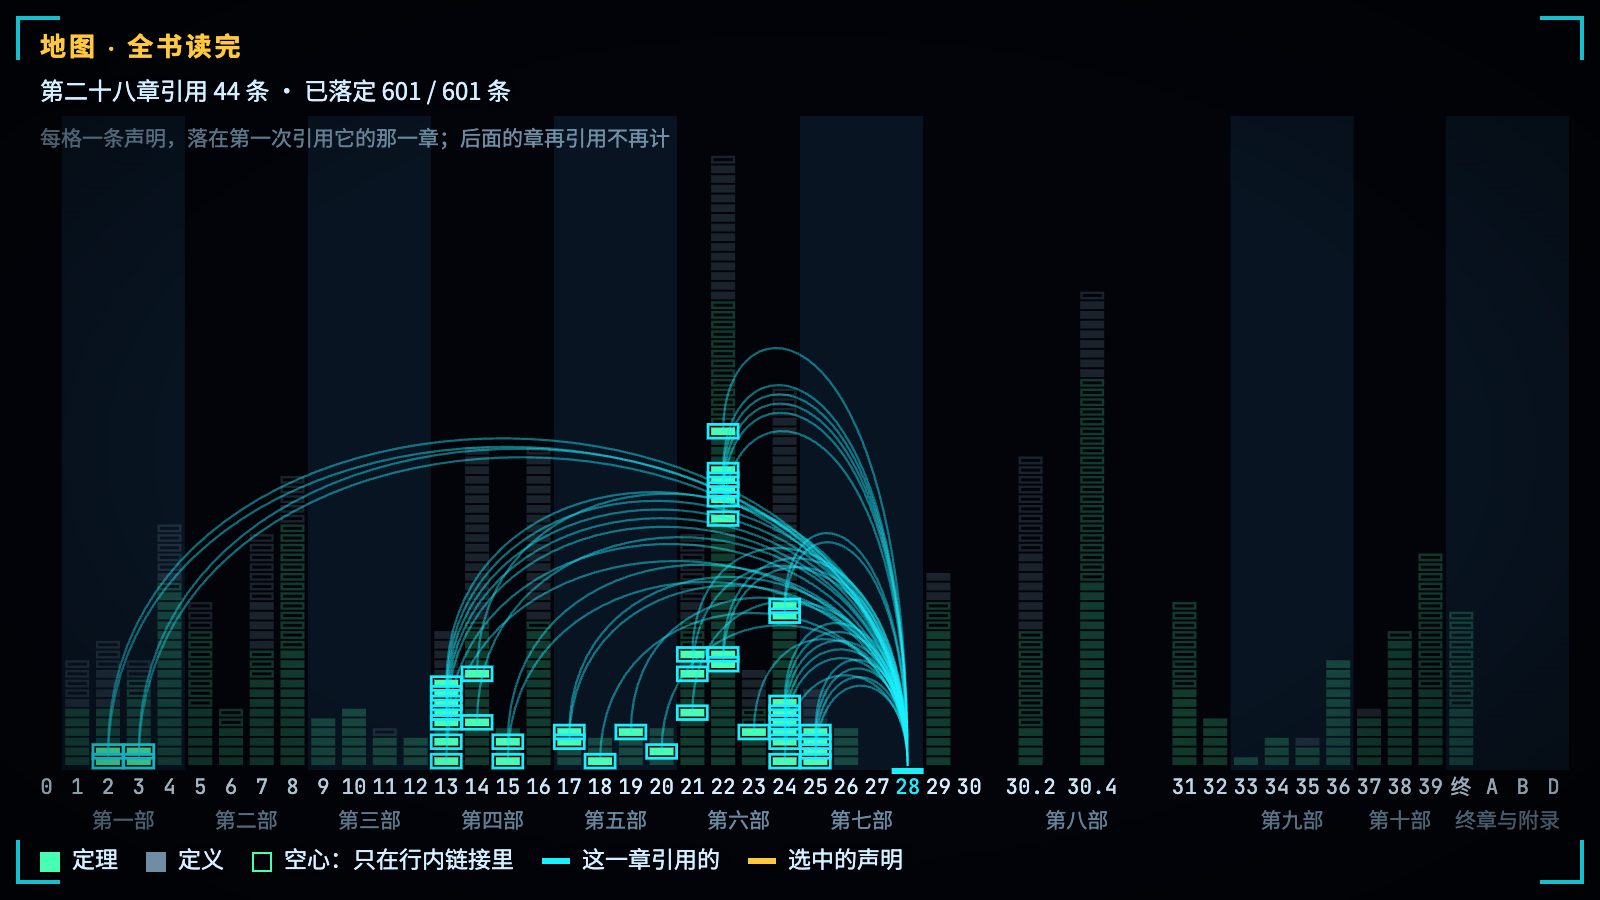 地图 · 全书读完
第二十八章引用 44 条 · 已落定 601 / 601 条
每格一条声明，落在第一次引用它的那一章；后面的章再引用不再计
0 1 2 3 4 5 6 7 8 9 10 11 12 13 14 15 16 17 18 19 20 21 22 23 24 25 26 27 28 29 30 30.2 30.4 31 32 33 34 35 36 37 38 39 终 A B D
第一部 第二部 第三部 第四部 第五部 第六部 第七部 第八部 第九部 第十部 终章与附录
定理 定义 空心：只在行内链接里 这一章引用的 选中的声明